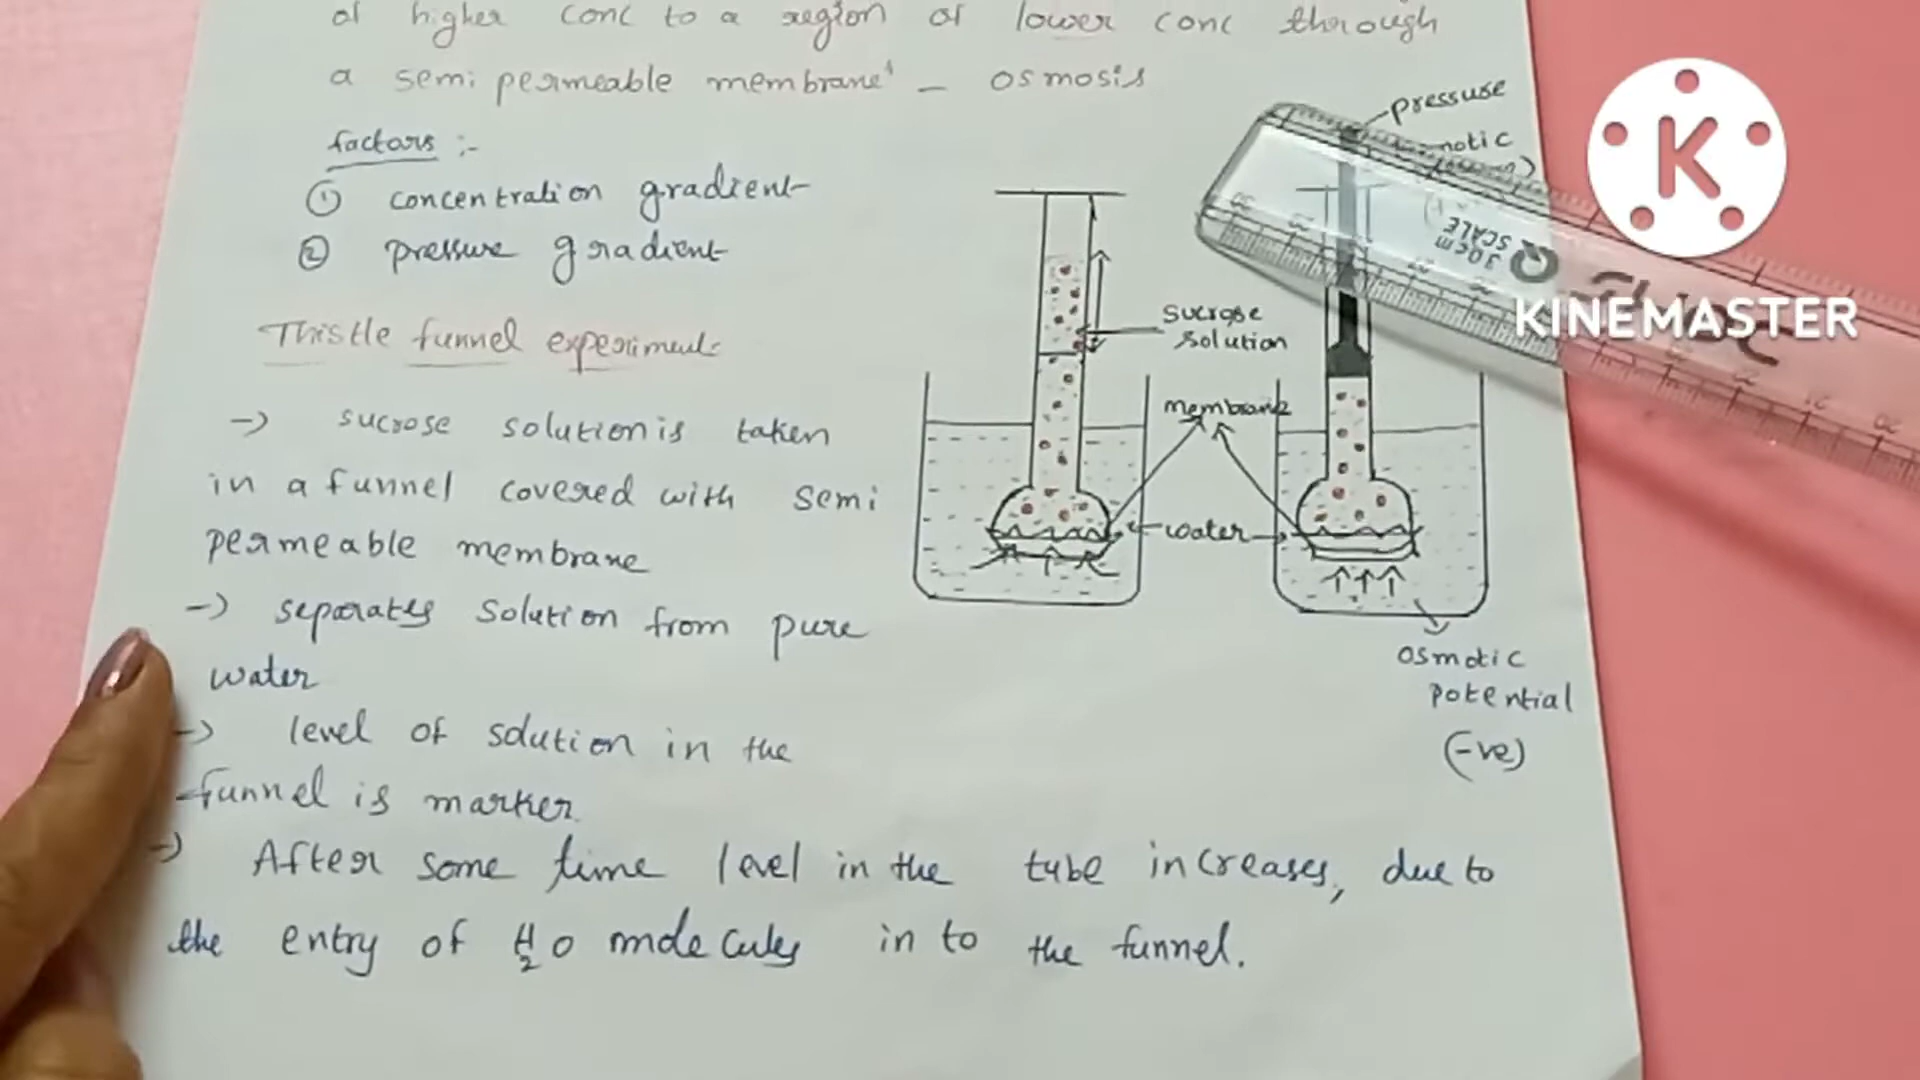 of higher conc to a region of lower conc through
a semi permeable membrane' - osmosis
factors :-
① concentration gradient
② pressure gradient
Thistle funnel experiment
-> sucrose solution is taken
in a funnel covered with semi
permeable membrane
-> separates solution from pure
water
-> level of solution in the
funnel is marker.
-> After some time level in the tube increases, due to
the entry of H2O molecules in to the funnel.
pressure
sucrose
solution
membrane
water
osmotic
potential
(-ve)
30cm
SCALE
K
KINEMASTER